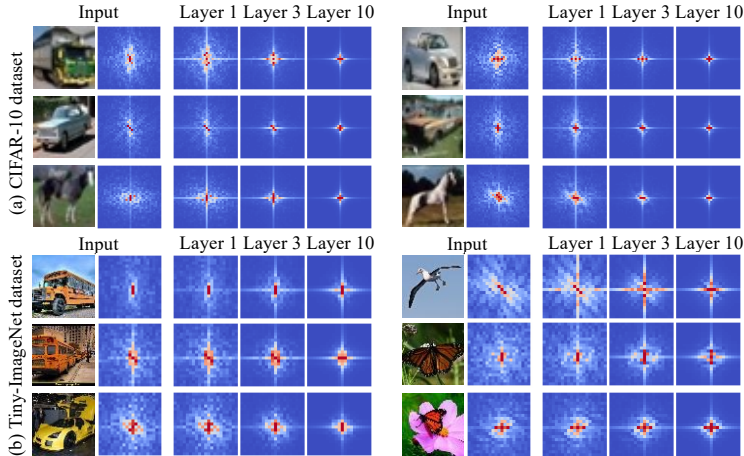 Input Layer 1 Layer 3 Layer 10 Input Layer 1 Layer 3 Layer 10
(a) CIFAR-10 dataset
Input Layer 1 Layer 3 Layer 10 Input Layer 1 Layer 3 Layer 10
(b) Tiny-ImageNet dataset